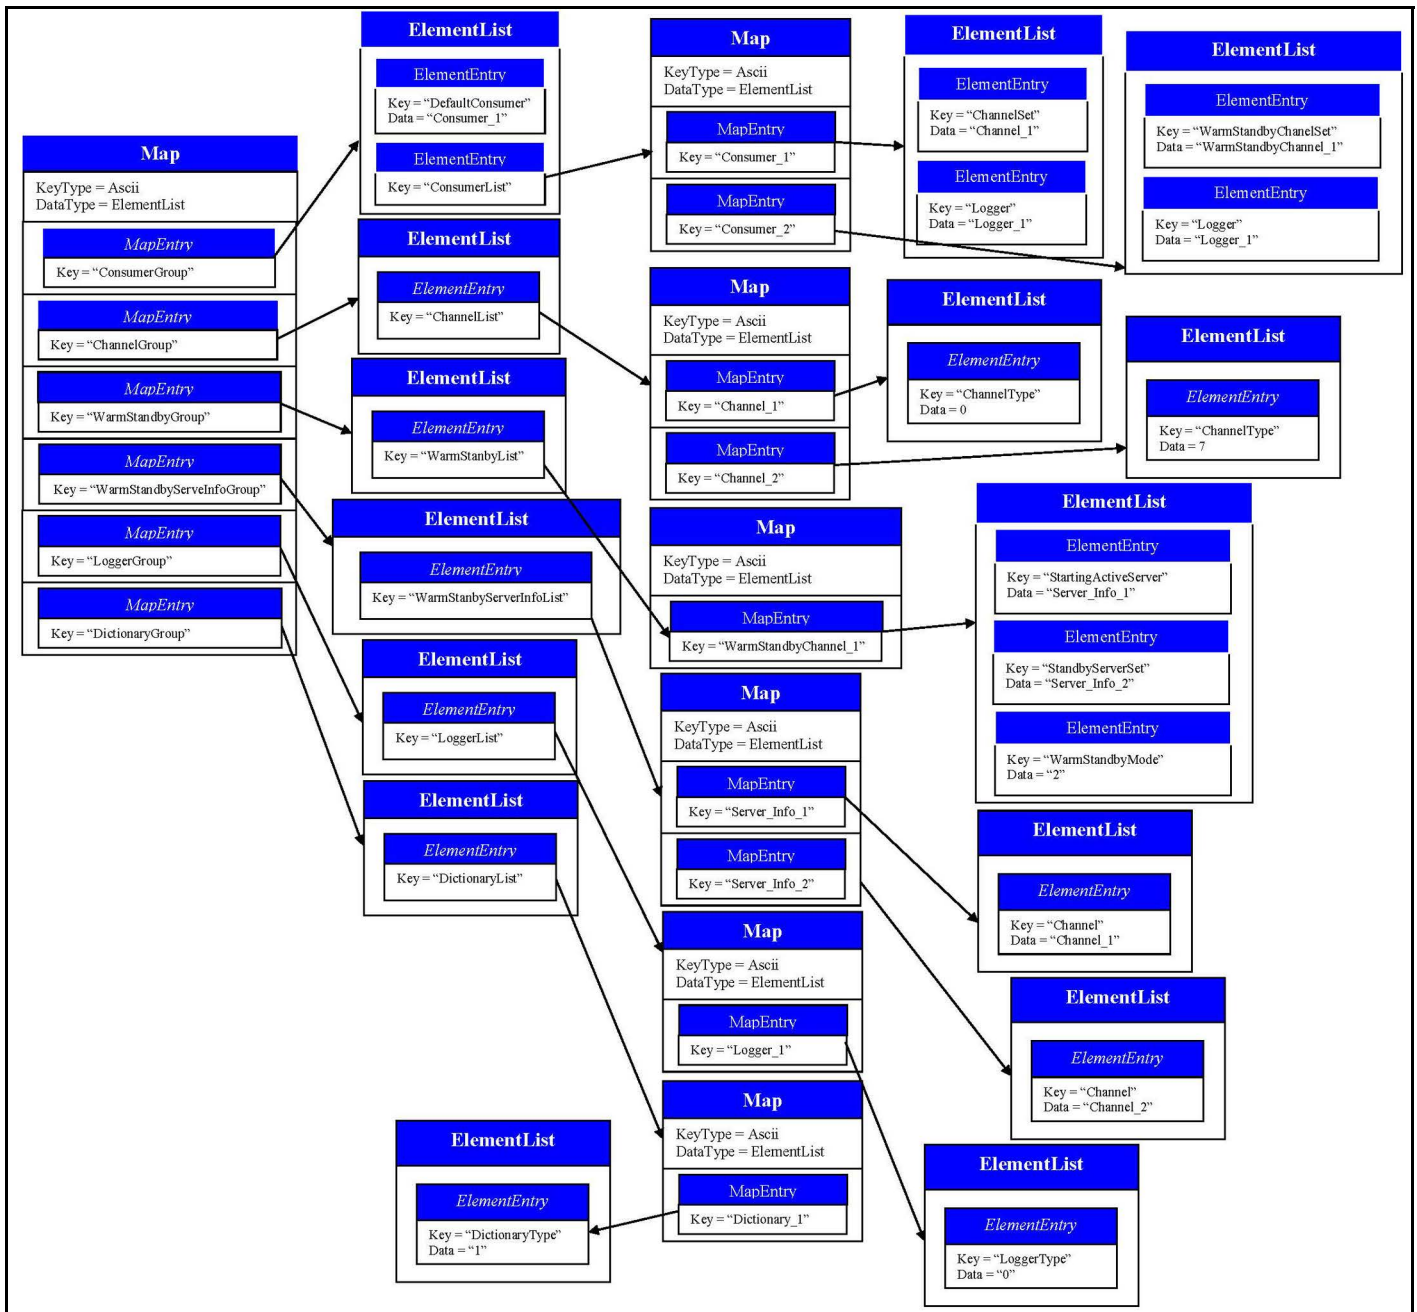 Map
KeyType = Ascii
DataType = ElementList
MapEntry
Key = “ConsumerGroup”
MapEntry
Key = “ChannelGroup”
MapEntry
Key = “WarmStandbyGroup”
MapEntry
Key = “WarmStandbyServeInfoGroup”
MapEntry
Key = “LoggerGroup”
MapEntry
Key = “DictionaryGroup”
ElementList
ElementEntry
Key = “DefaultConsumer”
Data = “Consumer_1”
ElementEntry
Key = “ConsumerList”
ElementList
ElementEntry
Key = “ChannelList”
ElementList
ElementEntry
Key = “WarmStanbyList”
ElementList
ElementEntry
Key = “WarmStanbyServerInfoList”
ElementList
ElementEntry
Key = “LoggerList”
ElementList
ElementEntry
Key = “DictionaryList”
ElementList
ElementEntry
Key = “DictionaryType”
Data = “1”
Map
KeyType = Ascii
DataType = ElementList
MapEntry
Key = “Consumer_1”
MapEntry
Key = “Consumer_2”
Map
KeyType = Ascii
DataType = ElementList
MapEntry
Key = “Channel_1”
MapEntry
Key = “Channel_2”
Map
KeyType = Ascii
DataType = ElementList
MapEntry
Key = “WarmStandbyChannel_1”
Map
KeyType = Ascii
DataType = ElementList
MapEntry
Key = “Server_Info_1”
MapEntry
Key = “Server_Info_2”
Map
KeyType = Ascii
DataType = ElementList
MapEntry
Key = “Logger_1”
Map
KeyType = Ascii
DataType = ElementList
MapEntry
Key = “Dictionary_1”
ElementList
ElementEntry
Key = “ChannelSet”
Data = “Channel_1”
ElementEntry
Key = “Logger”
Data = “Logger_1”
ElementList
ElementEntry
Key = “WarmStandbyChanelSet”
Data = “WarmStandbyChannel_1”
ElementEntry
Key = “Logger”
Data = “Logger_1”
ElementList
ElementEntry
Key = “ChannelType”
Data = 0
ElementList
ElementEntry
Key = “ChannelType”
Data = 7
ElementList
ElementEntry
Key = “StartingActiveServer”
Data = “Server_Info_1”
ElementEntry
Key = “StandbyServerSet”
Data = “Server_Info_2”
ElementEntry
Key = “WarmStandbyMode”
Data = “2”
ElementList
ElementEntry
Key = “Channel”
Data = “Channel_1”
ElementList
ElementEntry
Key = “Channel”
Data = “Channel_2”
ElementList
ElementEntry
Key = “LoggerType”
Data = “0”